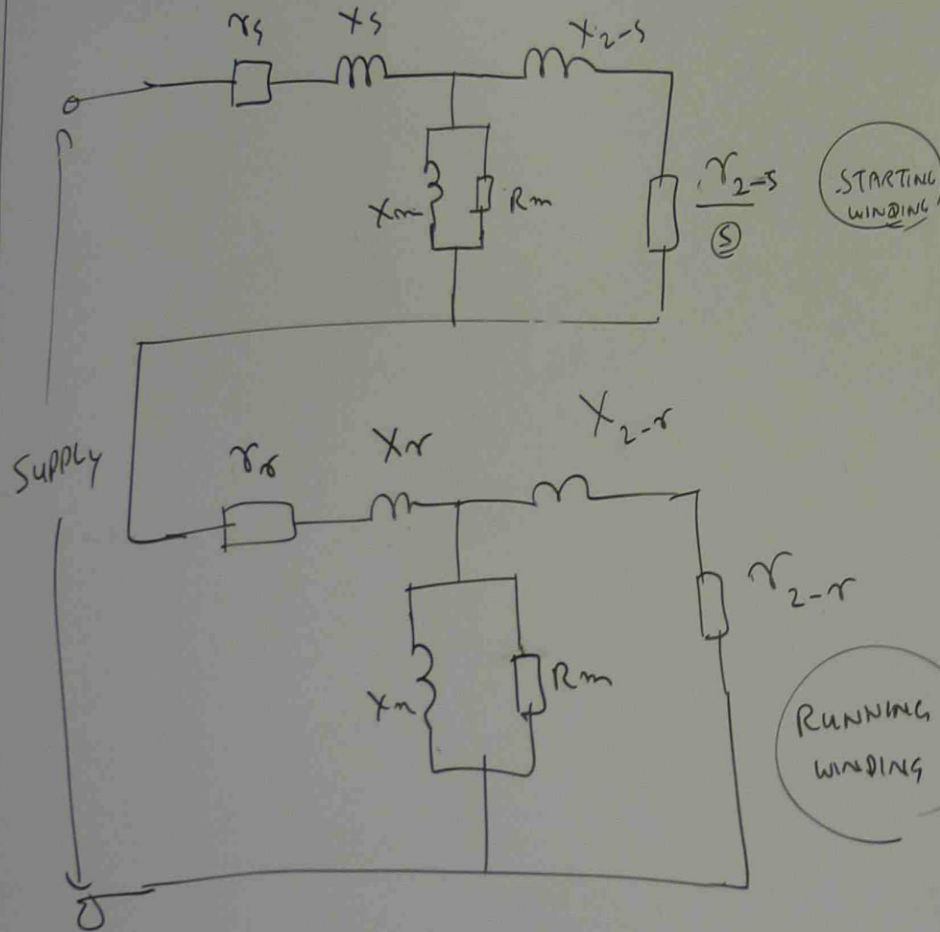 rs
Xs
X2-s
Xm
Rm
r2-s
S
STARTING
WINDING
SUPPLY
rr
Xr
X2-r
r2-r
Xm
Rm
RUNNING
WINDING